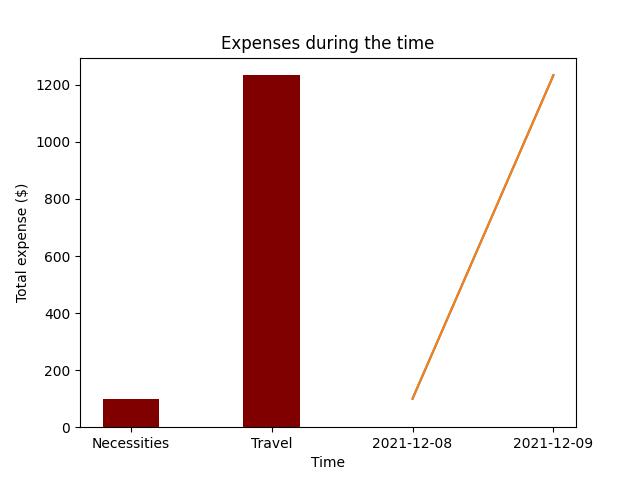 Expenses during the time
Total expense ($)
1200
1000
800
600
400
200
0
Necessities Travel 2021-12-08 2021-12-09
Time